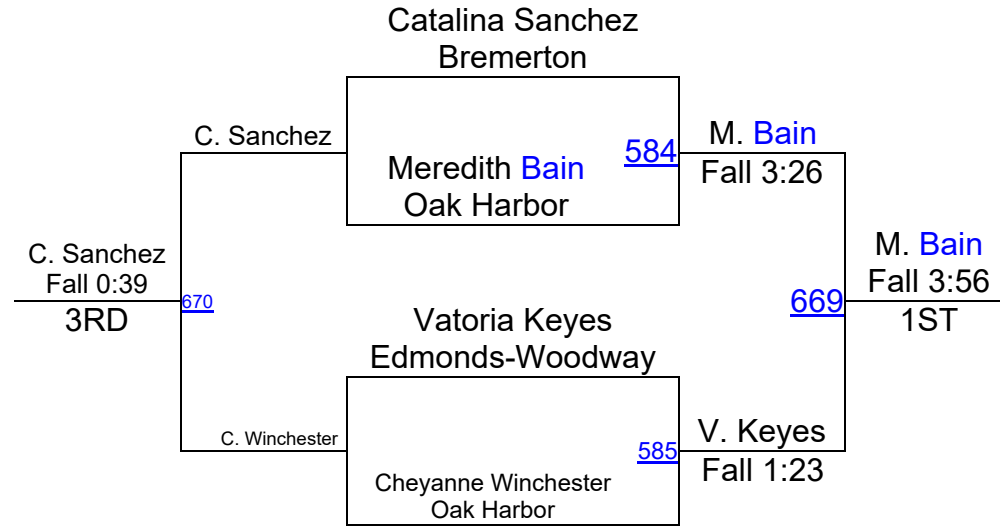 Catalina Sanchez
Bremerton
C. Sanchez
584
M. Bain
Meredith Bain
Fall 3:26
Oak Harbor
C. Sanchez
Fall 0:39
3RD
670
M. Bain
Fall 3:56
669
1ST
Vatoria Keyes
Edmonds-Woodway
C. Winchester
585
V. Keyes
Fall 1:23
Cheyanne Winchester
Oak Harbor